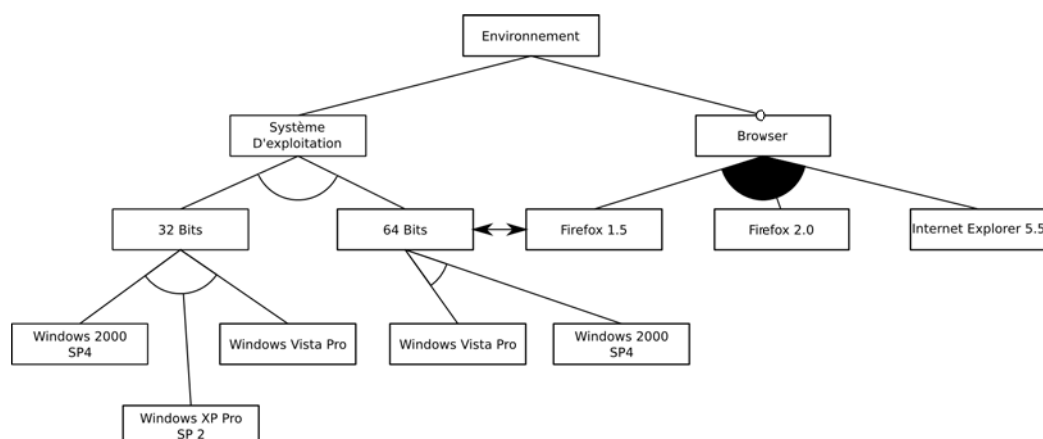 Environnement
Système
D'exploitation
Browser
32 Bits
64 Bits
Firefox 1.5
Firefox 2.0
Internet Explorer 5.5
Windows 2000
SP4
Windows Vista Pro
Windows Vista Pro
Windows 2000
SP4
Windows XP Pro
SP 2